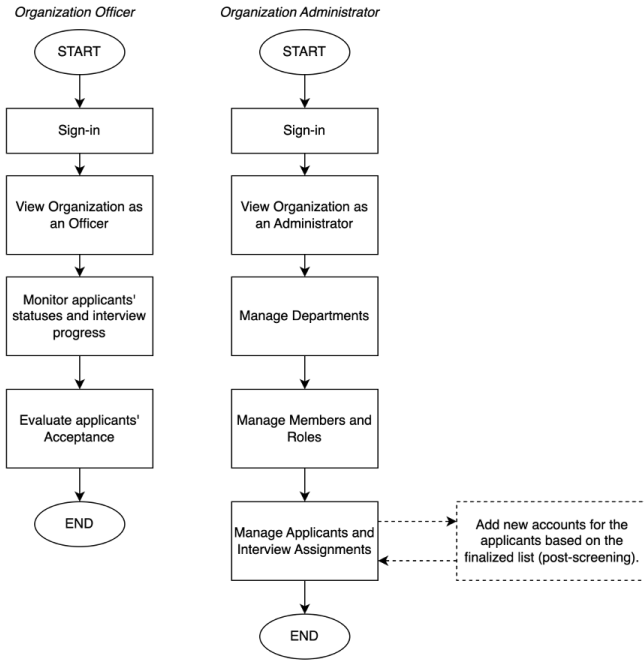 Organization Officer
START
Sign-in
View Organization as
an Officer
Monitor applicants'
statuses and interview
progress
Evaluate applicants'
Acceptance
END
Organization Administrator
START
Sign-in
View Organization as
an Administrator
Manage Departments
Manage Members and
Roles
Manage Applicants and
Interview Assignments
Add new accounts for the
applicants based on the
finalized list (post-screening).
END